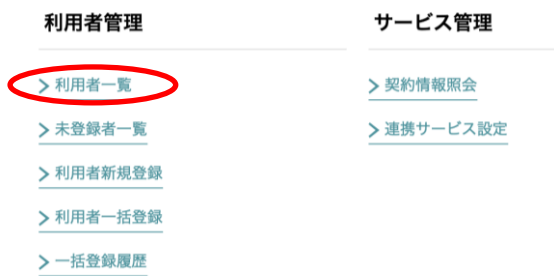 利用者管理
利用者一覧
未登録者一覧
利用者新規登録
利用者一括登録
一括登録履歴
サービス管理
契約情報照会
連携サービス設定